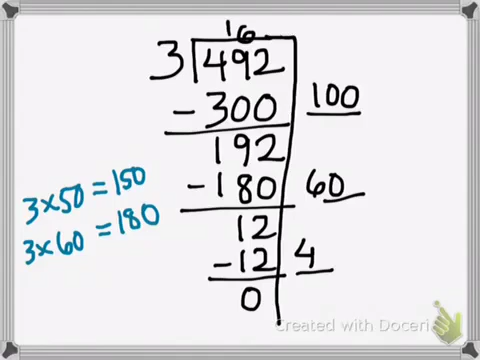 16
3 492
- 300 100
192
- 180 60
3 x 50 = 150
3 x 60 = 180
12
- 12 4
0
Created with Doceri